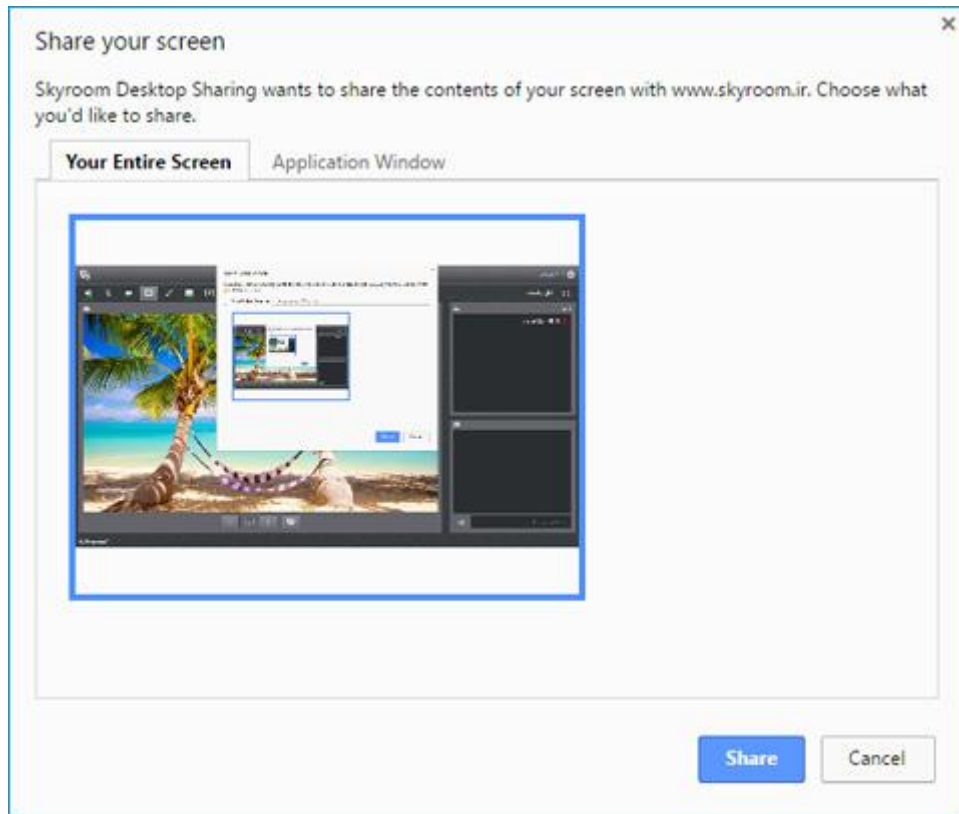 Share your screen
Skyroom Desktop Sharing wants to share the contents of your screen with www.skyroom.ir. Choose what
you'd like to share.
Your Entire Screen
Application Window
Share
Cancel